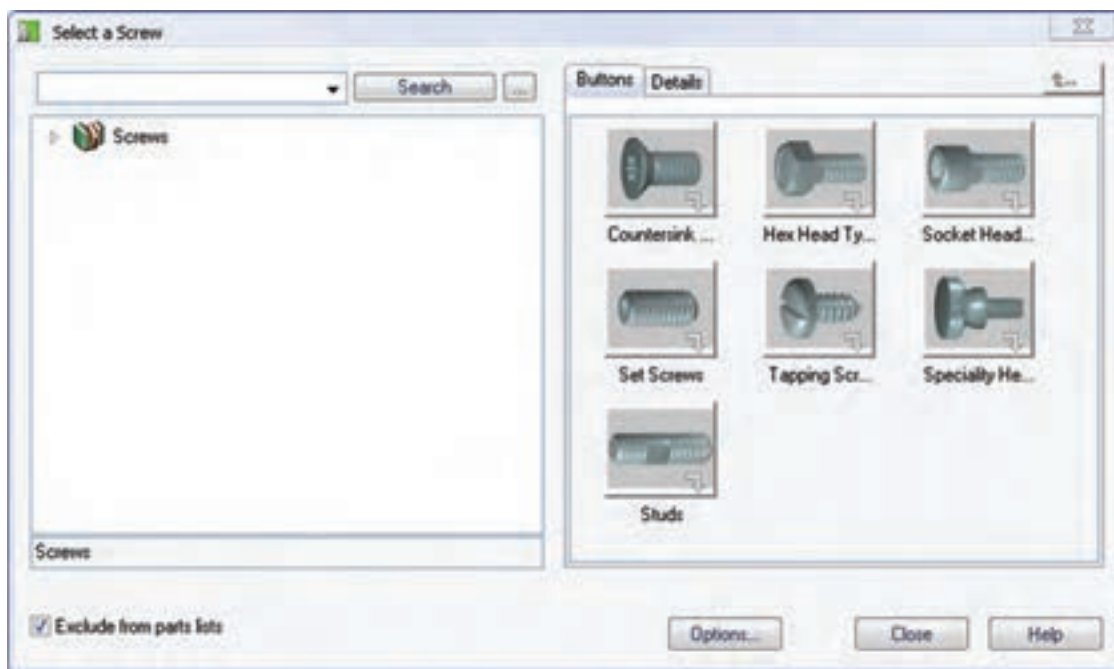 Select a Screw
Search ...
Screws
Screws
Exclude from parts lists
Buttons Details
Countersink ... Hex Head Ty... Socket Head...
Set Screws Tapping Scr... Speciality He...
Studs
Options... Close Help